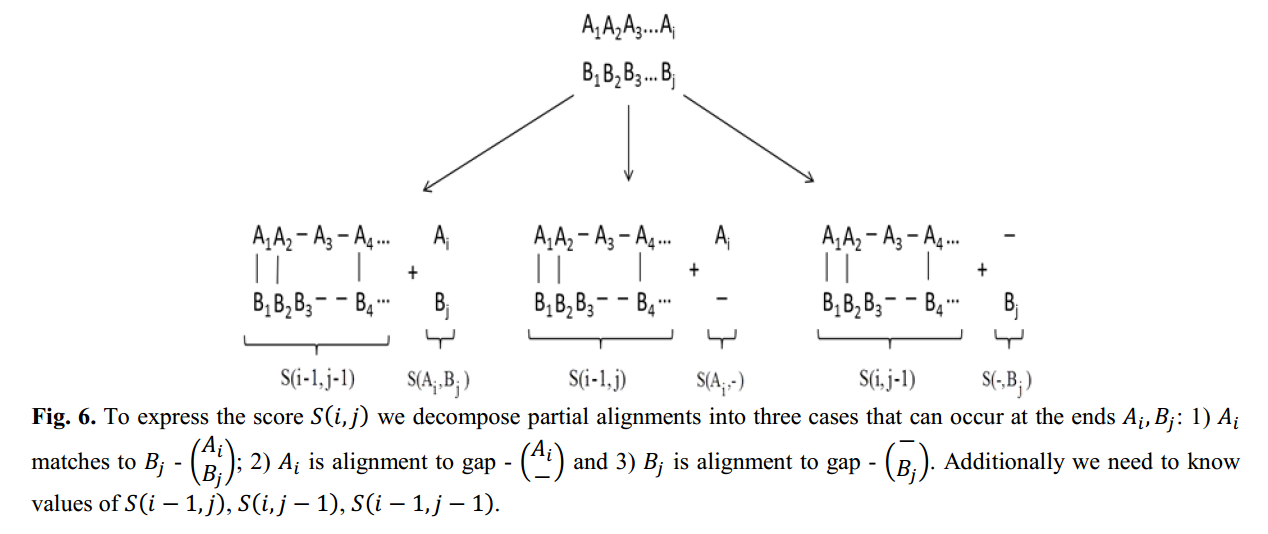 A₁A₂A₃...Aᵢ
B₁B₂B₃...Bⱼ
A₁A₂ – A₃ – A₄ ... Aᵢ A₁A₂ – A₃ – A₄ ... Aᵢ A₁A₂ – A₃ – A₄ ... –
| | | + | | | + | | | +
B₁B₂B₃ – – B₄ ... Bⱼ B₁B₂B₃ – – B₄ ... – B₁B₂B₃ – – B₄ ... Bⱼ
S(i-1,j-1) S(Aᵢ,Bⱼ) S(i-1,j) S(Aᵢ,-) S(i,j-1) S(-,Bⱼ)
Fig. 6. To express the score S(i,j) we decompose partial alignments into three cases that can occur at the ends Aᵢ, Bⱼ: 1) Aᵢ
matches to Bⱼ - (Aᵢ Bⱼ); 2) Aᵢ is alignment to gap - (Aᵢ –) and 3) Bⱼ is alignment to gap - (– Bⱼ). Additionally we need to know
values of S(i − 1, j), S(i, j − 1), S(i − 1, j − 1).